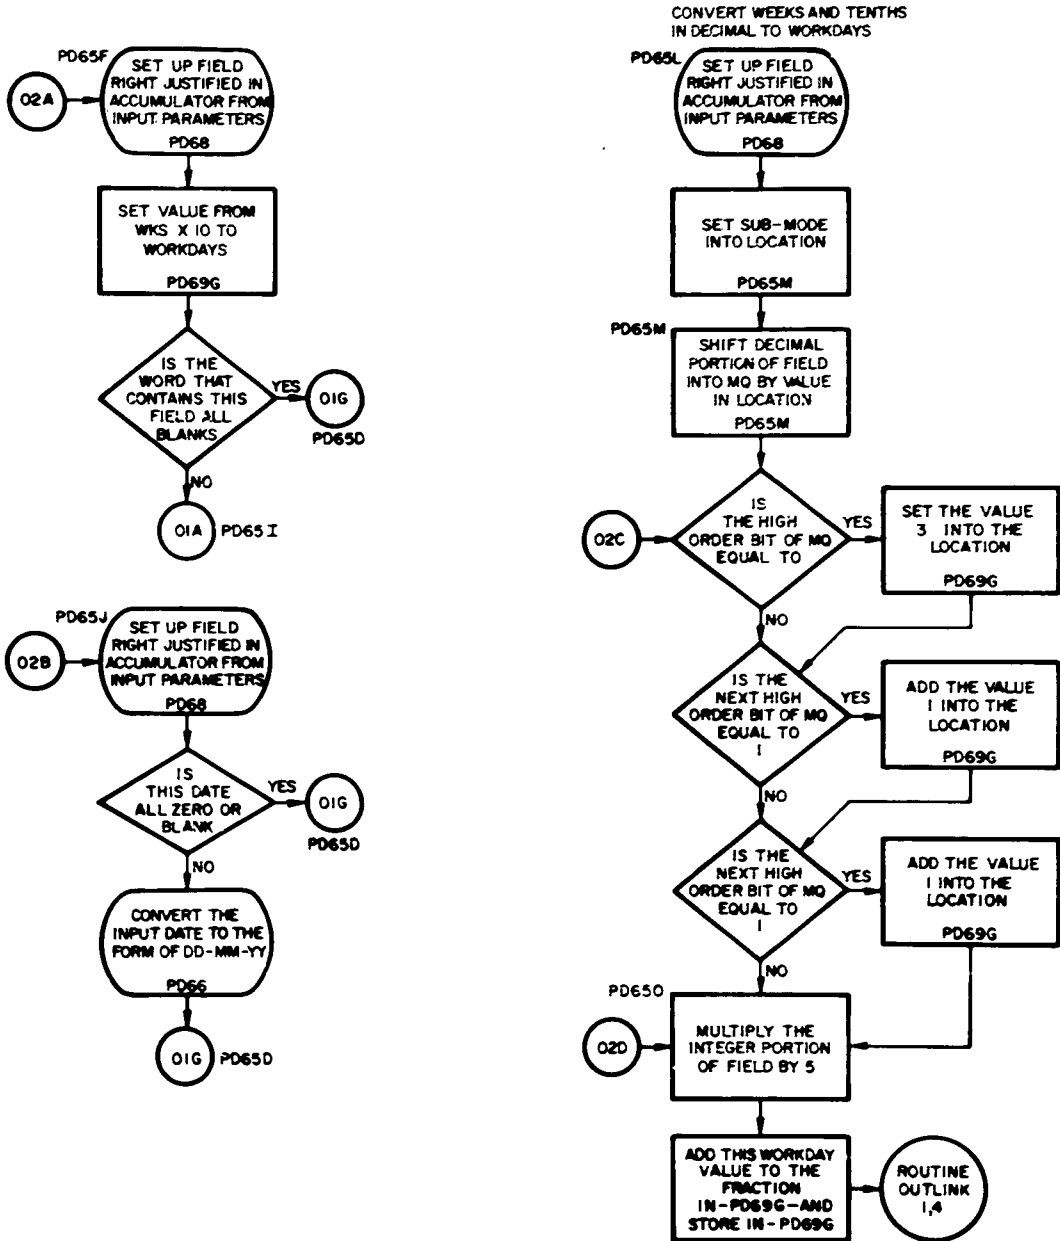 PD65F
O2A
SET UP FIELD
RIGHT JUSTIFIED IN
ACCUMULATOR FROM
INPUT PARAMETERS
PD68
SET VALUE FROM
WKS X 10 TO
WORKDAYS
PD69G
IS THE
WORD THAT
CONTAINS THIS
FIELD ALL
BLANKS
YES
O1G
PD65D
NO
O1A
PD65I
PD65J
O2B
SET UP FIELD
RIGHT JUSTIFIED IN
ACCUMULATOR FROM
INPUT PARAMETERS
PD68
IS
THIS DATE
ALL ZERO OR
BLANK
YES
O1G
PD65D
NO
CONVERT THE
INPUT DATE TO THE
FORM OF DD-MM-YY
PD66
O1G
PD65D
CONVERT WEEKS AND TENTHS
IN DECIMAL TO WORKDAYS
PD65L
SET UP FIELD
RIGHT JUSTIFIED IN
ACCUMULATOR FROM
INPUT PARAMETERS
PD68
SET SUB-MODE
INTO LOCATION
PD65M
PD65M
SHIFT DECIMAL
PORTION OF FIELD
INTO MQ BY VALUE
IN LOCATION
PD65M
O2C
IS
THE HIGH
ORDER BIT OF MQ
EQUAL TO
YES
SET THE VALUE
3 INTO THE
LOCATION
PD69G
NO
IS THE
NEXT HIGH
ORDER BIT OF MQ
EQUAL TO
1
YES
ADD THE VALUE
1 INTO THE
LOCATION
PD69G
NO
IS THE
NEXT HIGH
ORDER BIT OF MQ
EQUAL TO
1
YES
ADD THE VALUE
1 INTO THE
LOCATION
PD69G
NO
PD65O
O2D
MULTIPLY THE
INTEGER PORTION
OF FIELD BY 5
ADD THIS WORKDAY
VALUE TO THE
FRACTION
IN-PD69G-AND
STORE IN-PD69G
ROUTINE
OUTLINK
1,4